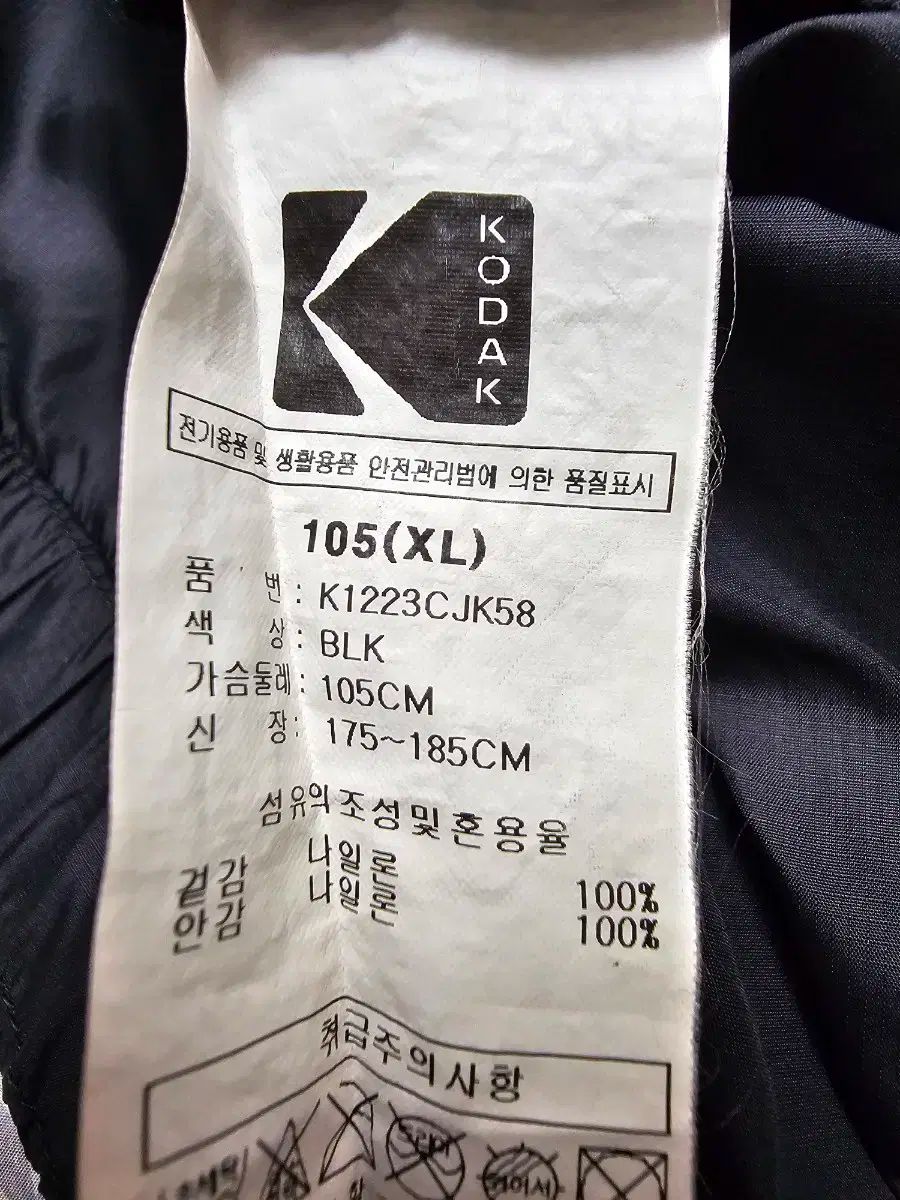 KODAK
전기용품 및 생활용품 안전관리법에 의한 품질표시
105(XL)
품 번 : K1223CJK58
색 상 : BLK
가슴둘레 : 105CM
신 장 : 175~185CM
섬유의조성및혼용율
겉감 나일론 100%
안감 나일론 100%
취급주의사항
드라이